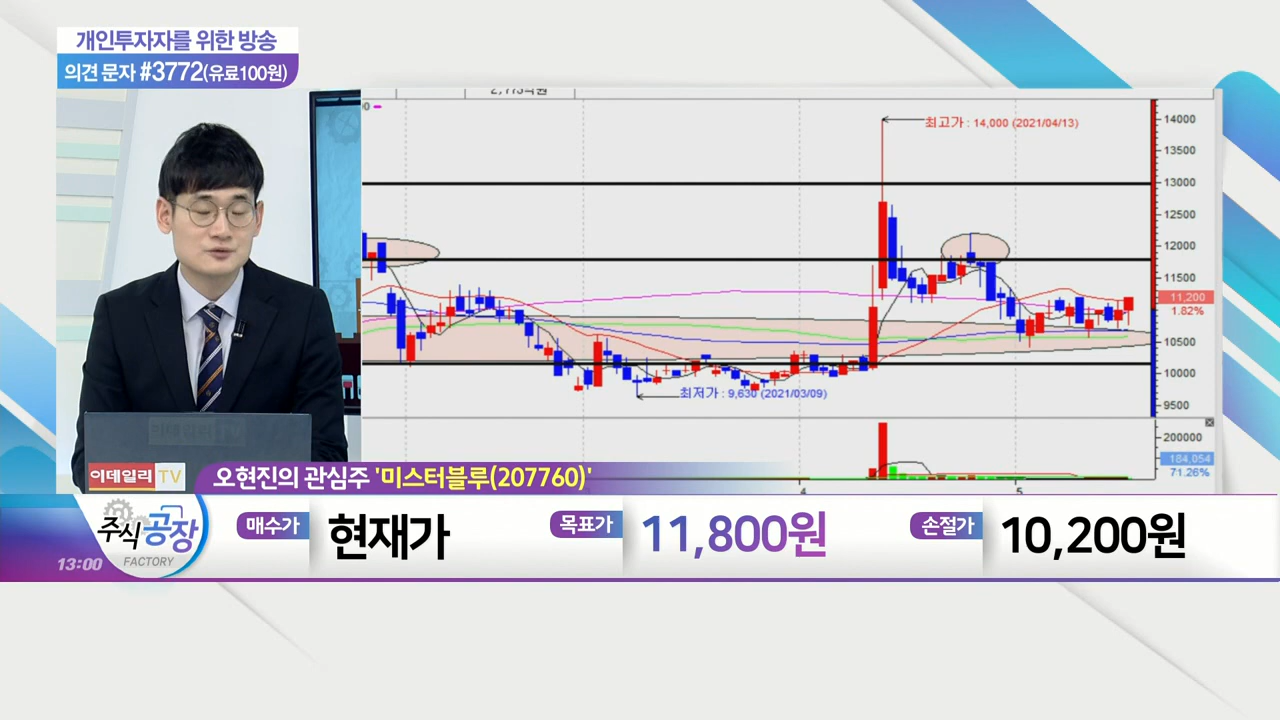 개인투자자를 위한 방송
의견 문자 #3772(유료100원)
최고가 : 14,000 (2021/04/13)
최저가 : 9,630 (2021/03/09)
14000
13500
13000
12500
12000
11500
11,200
1.82%
10500
10000
9500
200000
184,054
71.26%
4
5
이데일리 TV
오현진의 관심주 '미스터블루(207760)'
주식공장
FACTORY
13:00
매수가
현재가
목표가
11,800원
손절가
10,200원